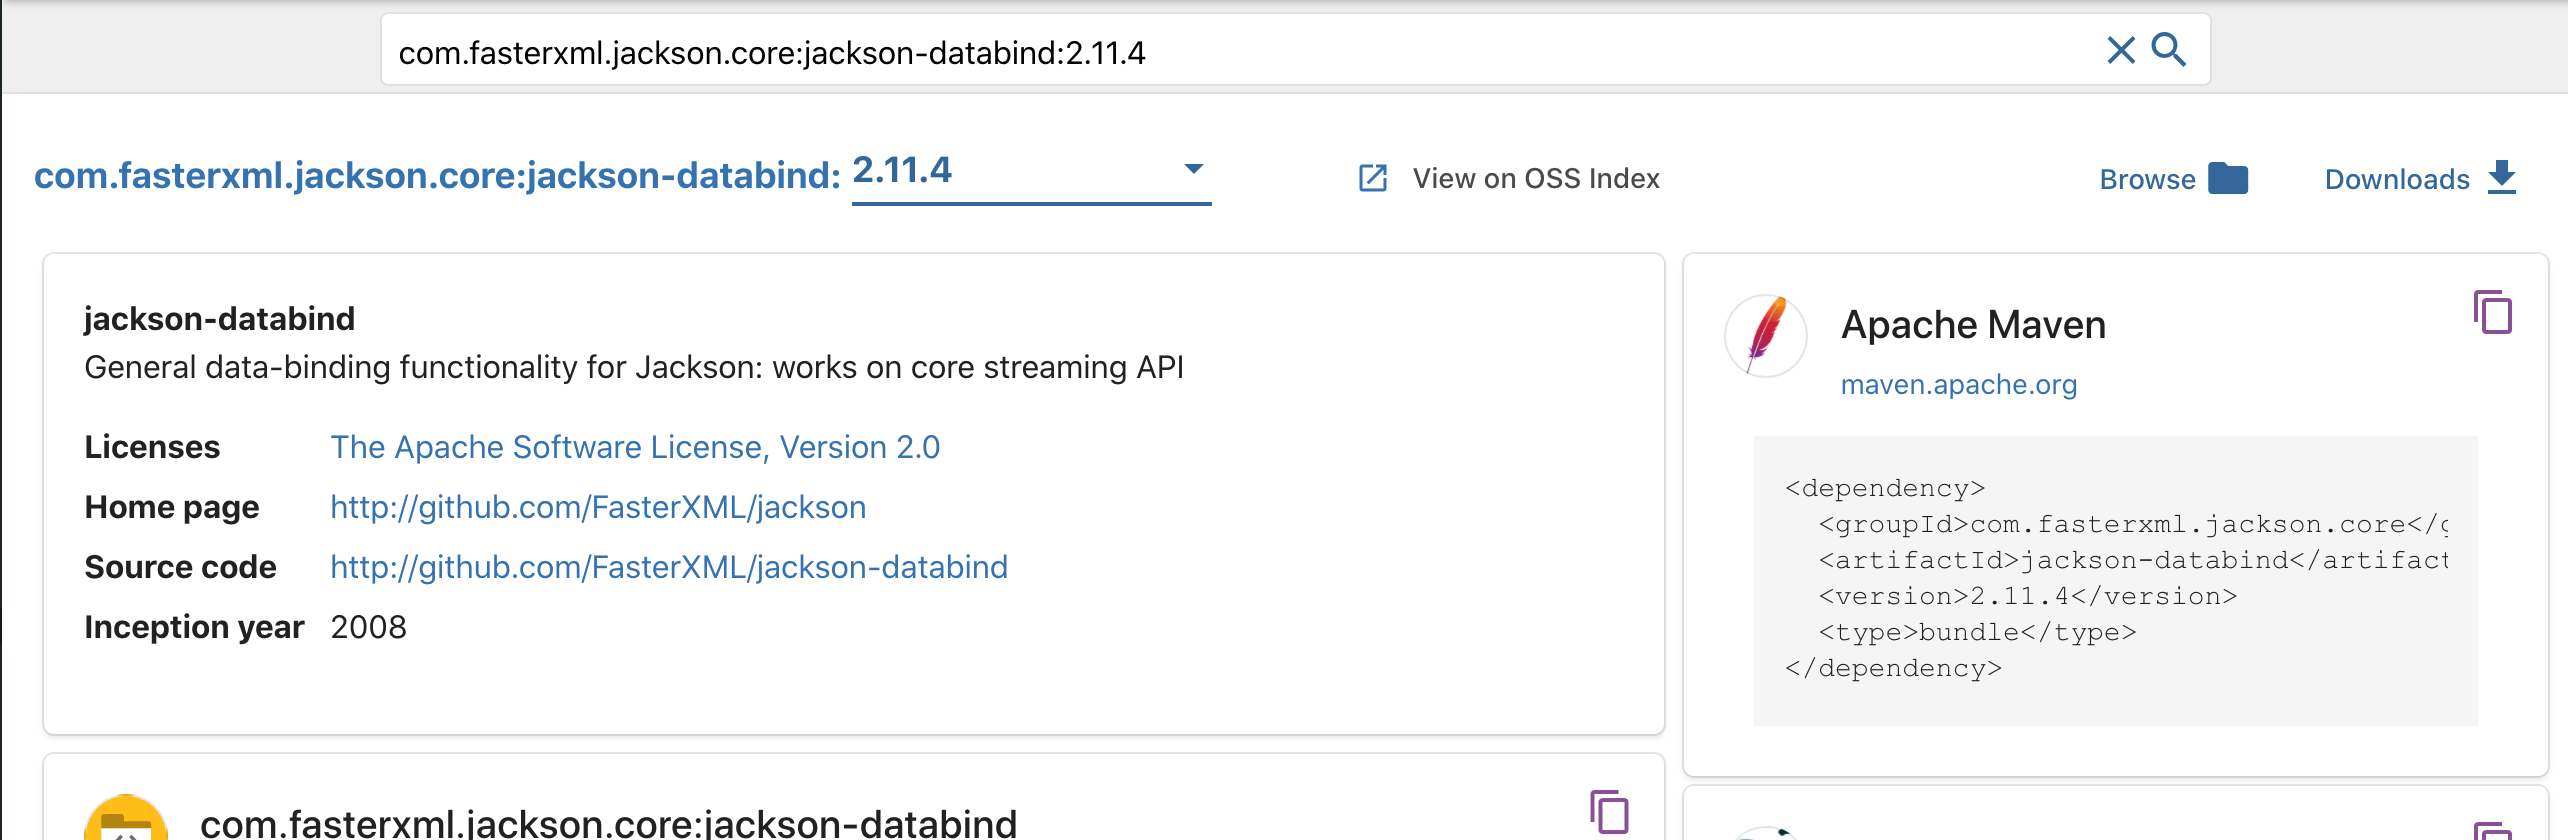 com.fasterxml.jackson.core:jackson-databind:2.11.4
com.fasterxml.jackson.core:jackson-databind: 2.11.4
View on OSS Index
Browse
Downloads
jackson-databind
General data-binding functionality for Jackson: works on core streaming API
Licenses The Apache Software License, Version 2.0
Home page http://github.com/FasterXML/jackson
Source code http://github.com/FasterXML/jackson-databind
Inception year 2008
com.fasterxml.jackson.core:jackson-databind
Apache Maven
maven.apache.org
<dependency>
<groupId>com.fasterxml.jackson.core</g
<artifactId>jackson-databind</artifact
<version>2.11.4</version>
<type>bundle</type>
</dependency>